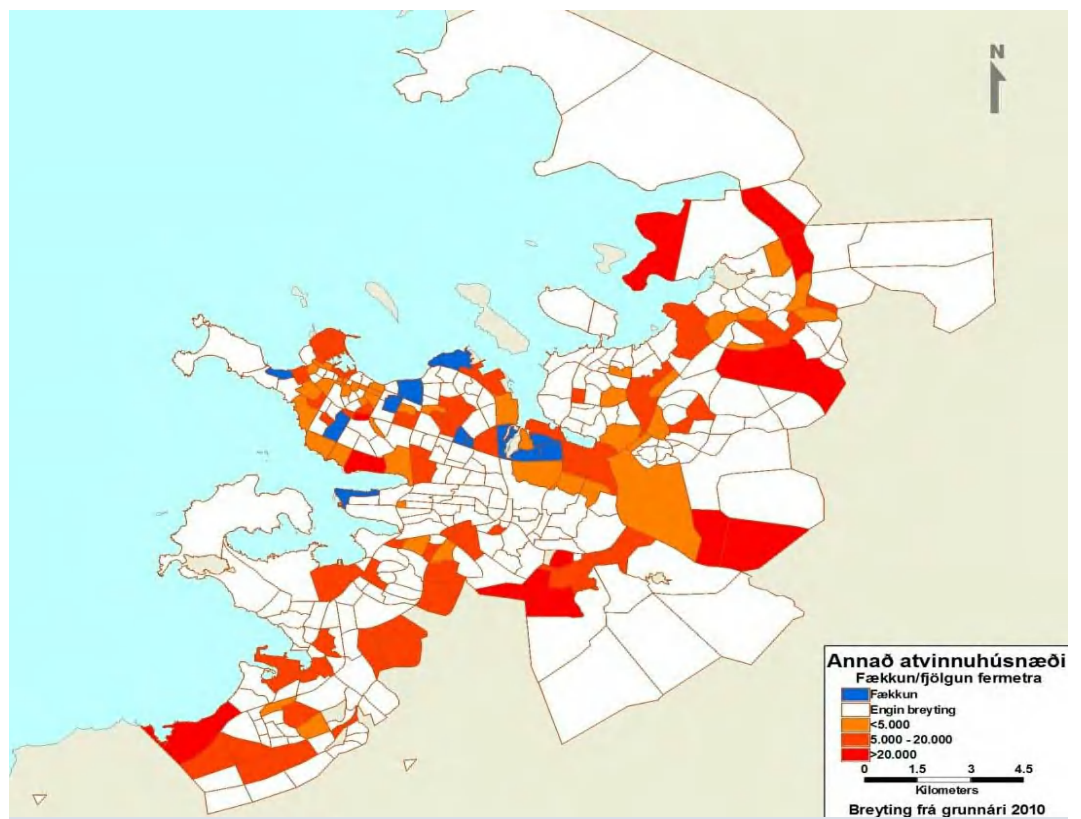 N
Annað atvinnuhúsnæði
Fækkun/fjölgun fermetra
Fækkun
Engin breyting
<5.000
5.000 - 20.000
>20.000
0 1.5 3 4.5
Kilometers
Breyting frá grunnári 2010